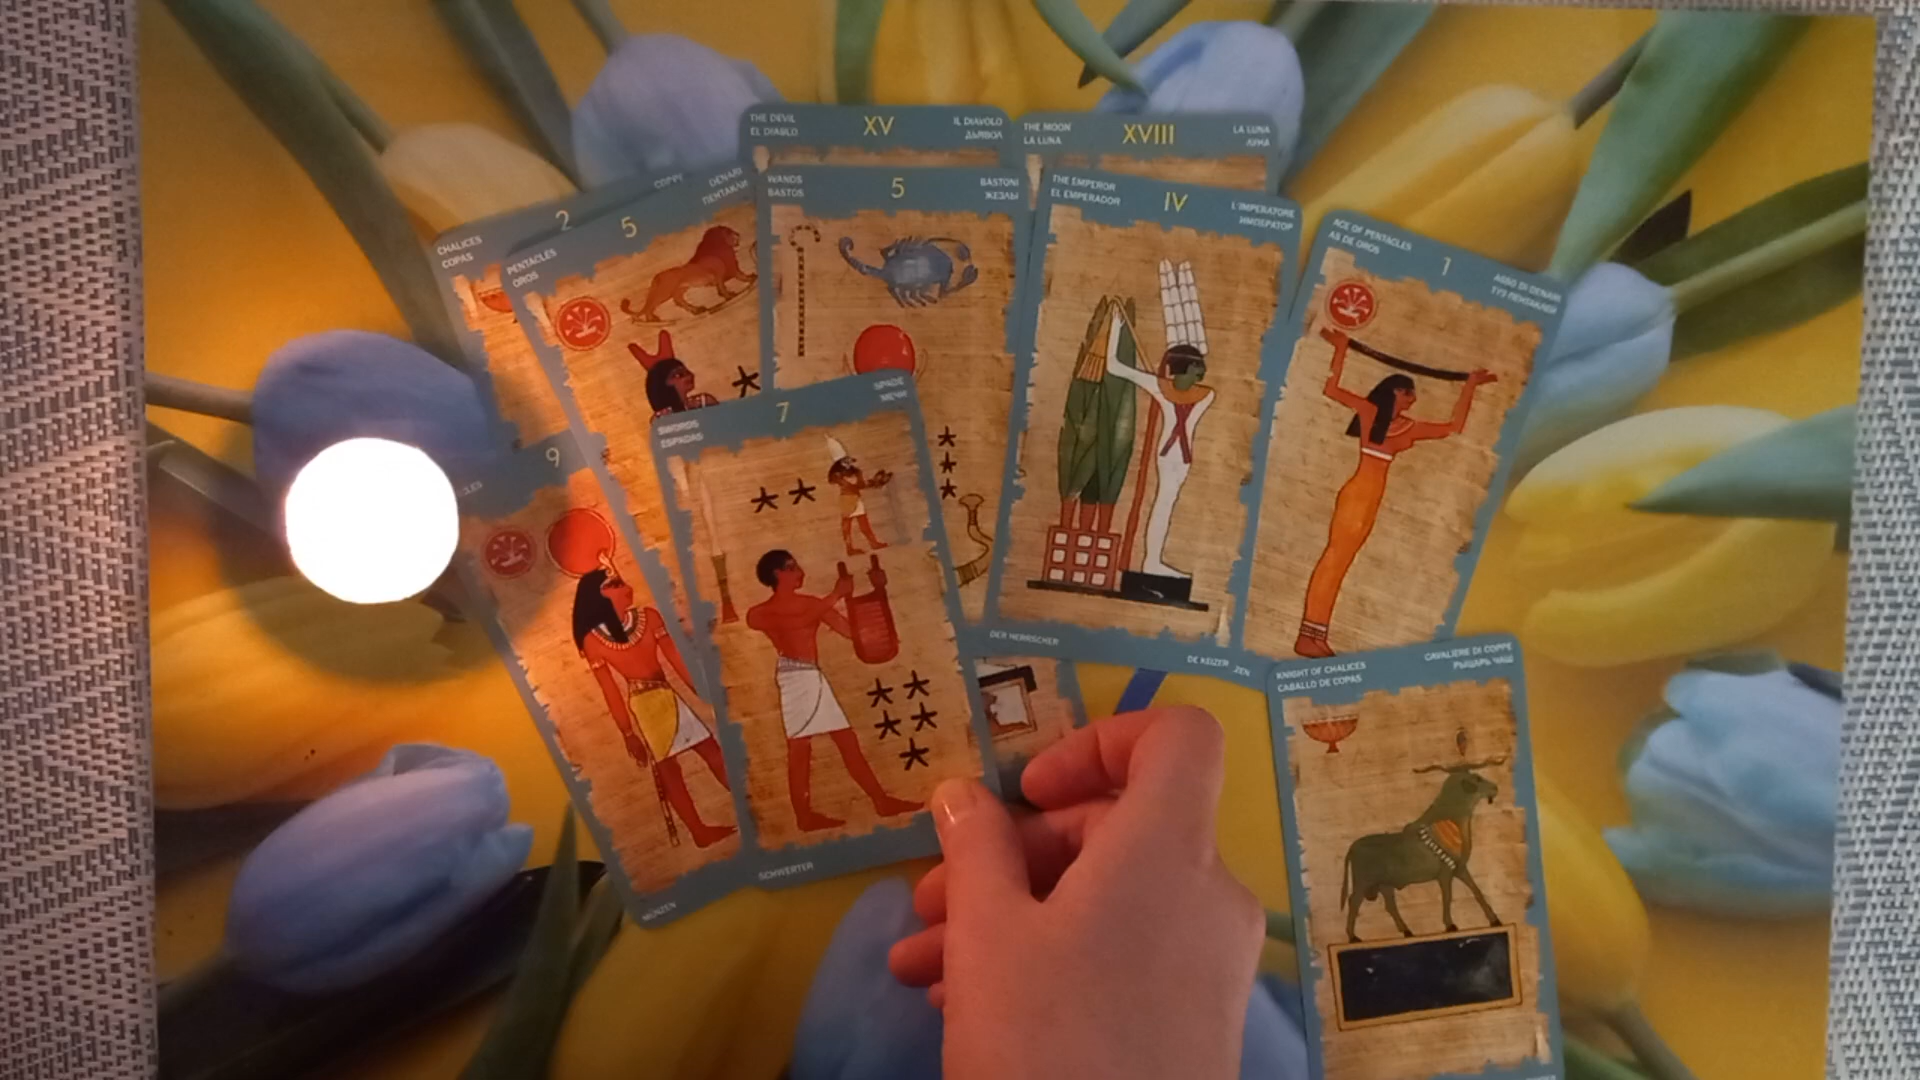 THE DEVIL
EL DIABLO
XV
IL DIAVOLO
ДЬЯВОЛ
THE MOON
LA LUNA
XVIII
LA LUNA
ЛУНА
CHALICES
COPAS
2
COPPE
PENTACLES
OROS
5
DENARI
ПЕНТАКЛИ
WANDS
BASTOS
5
BASTONI
ЖЕЗЛЫ
THE EMPEROR
EL EMPERADOR
IV
L'IMPERATORE
ИМПЕРАТОР
DER HERRSCHER
DE KEIZER
ACE OF PENTACLES
AS DE OROS
1
ASSO DI DENARI
ТУЗ ПЕНТАКЛЕЙ
9
MÜNZEN
SWORDS
ESPADAS
7
SPADE
МЕЧИ
SCHWERTER
KNIGHT OF CHALICES
CABALLO DE COPAS
CAVALIERE DI COPPE
РЫЦАРЬ ЧАШ